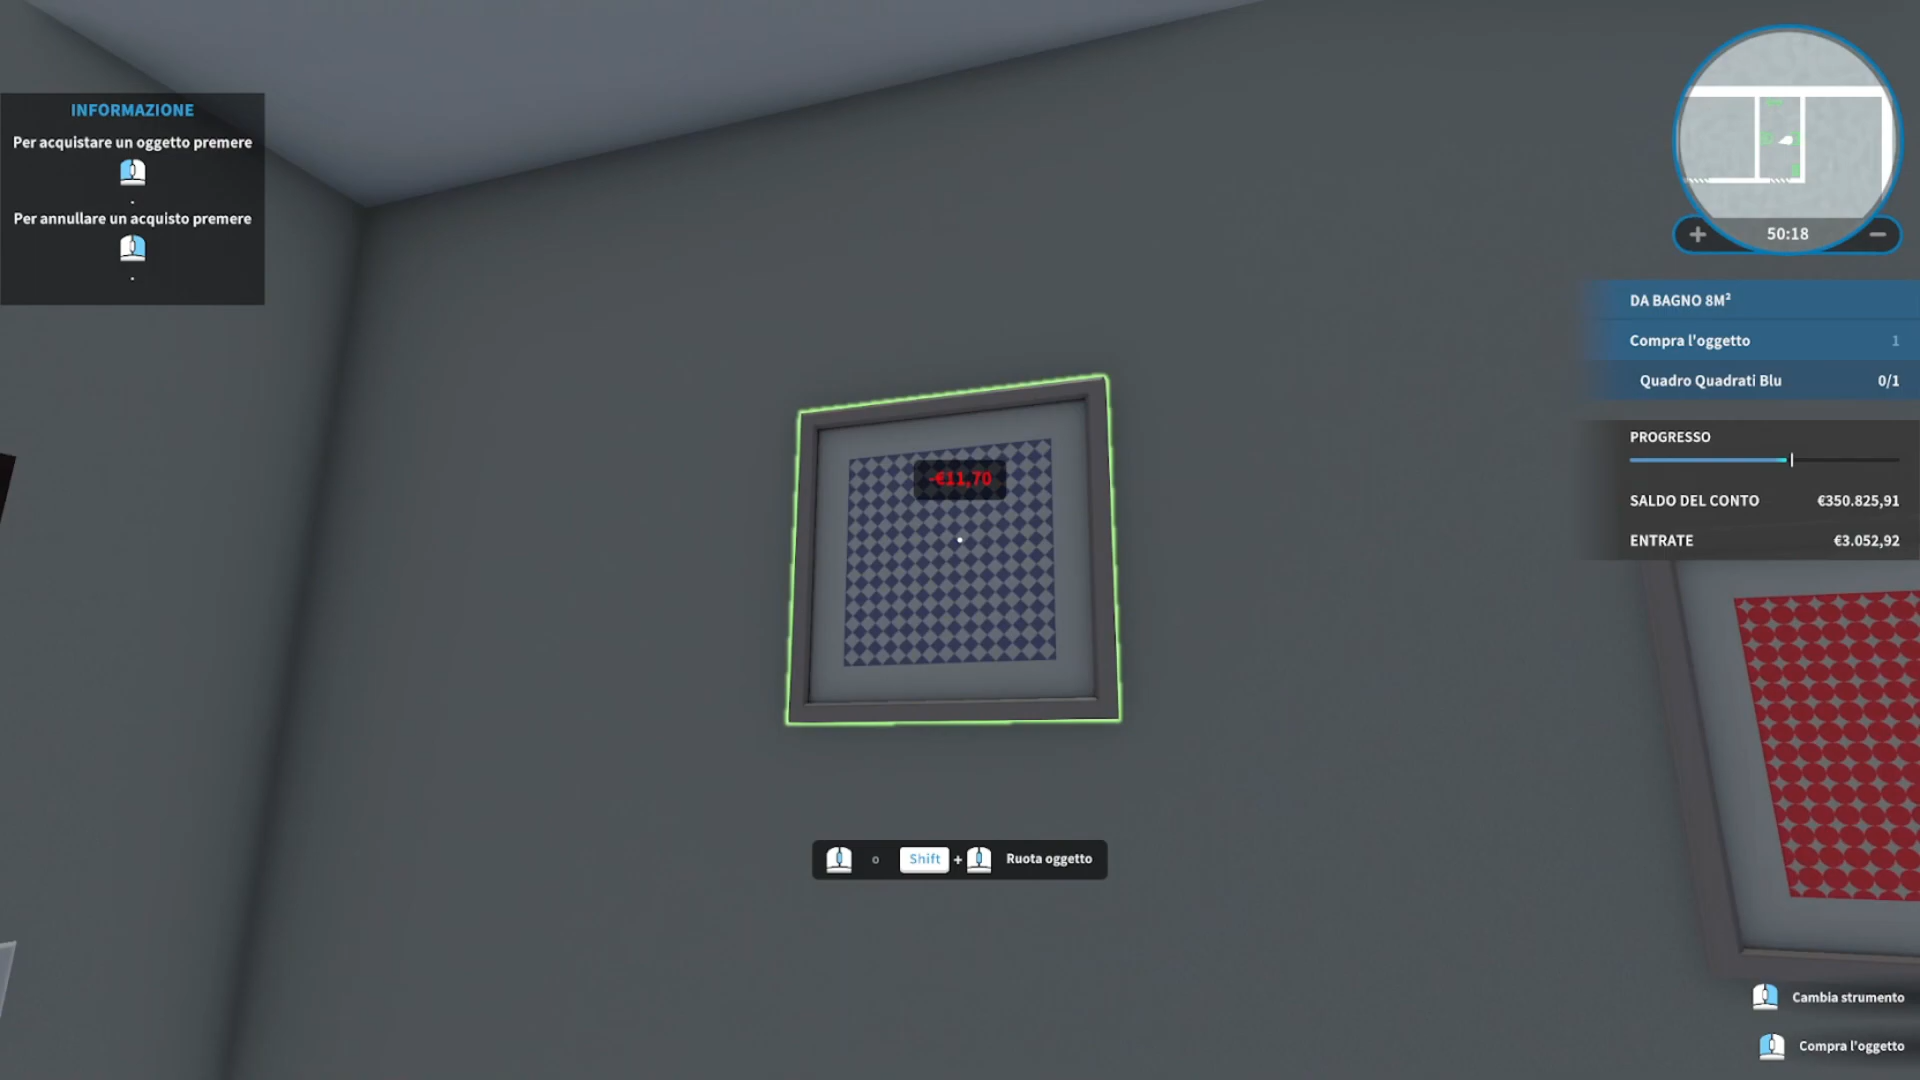 INFORMAZIONE
Per acquistare un oggetto premere
.
Per annullare un acquisto premere
.
50:18
DA BAGNO 8M²
Compra l'oggetto 1
Quadro Quadrati Blu 0/1
PROGRESSO
SALDO DEL CONTO €350.825,91
ENTRATE €3.052,92
-€11,70
o Shift + Ruota oggetto
Cambia strumento
Compra l'oggetto